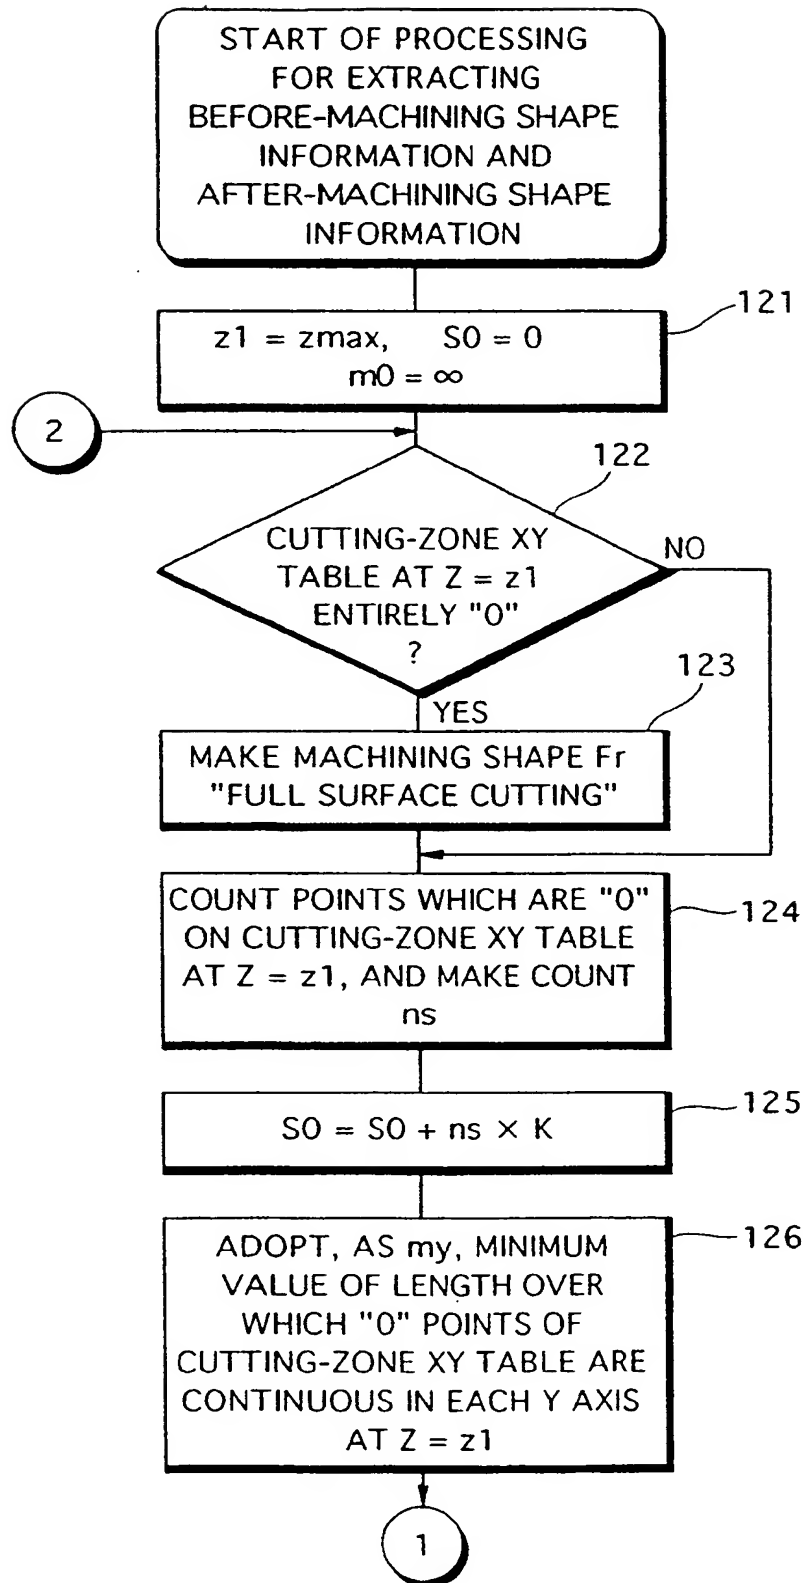 START OF PROCESSING
FOR EXTRACTING
BEFORE-MACHINING SHAPE
INFORMATION AND
AFTER-MACHINING SHAPE
INFORMATION
121
z1 = zmax, S0 = 0
m0 = ∞
2
122
CUTTING-ZONE XY
TABLE AT Z = z1
ENTIRELY "0"
?
NO
YES
123
MAKE MACHINING SHAPE Fr
"FULL SURFACE CUTTING"
COUNT POINTS WHICH ARE "0"
ON CUTTING-ZONE XY TABLE
AT Z = z1, AND MAKE COUNT
ns
124
S0 = S0 + ns × K
125
ADOPT, AS my, MINIMUM
VALUE OF LENGTH OVER
WHICH "0" POINTS OF
CUTTING-ZONE XY TABLE ARE
CONTINUOUS IN EACH Y AXIS
AT Z = z1
126
1